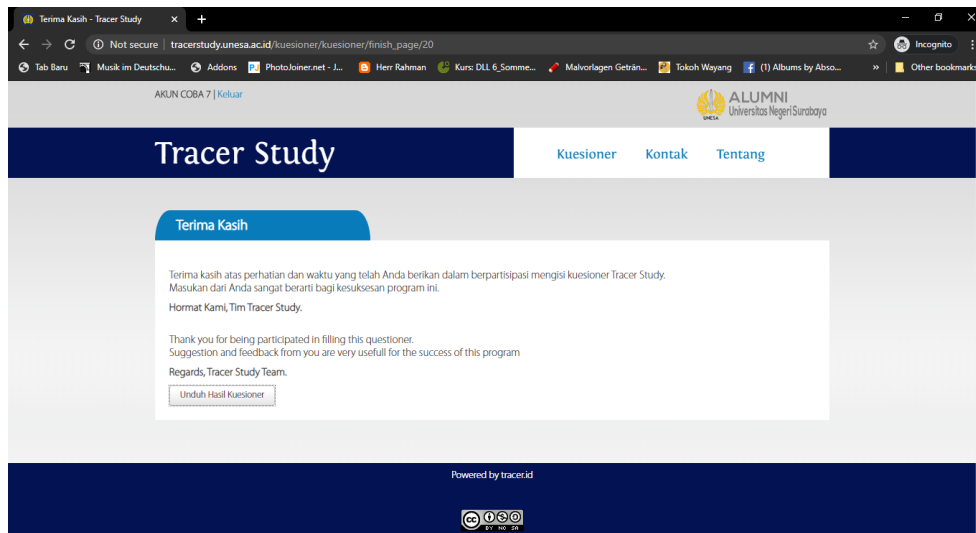 Terima Kasih - Tracer Study
Not secure | tracerstudy.unesa.ac.id/kuesioner/kuesioner/finish_page/20
Incognito
Tab Baru Musik im Deutschu... Addons PhotoJoiner.net - J... Herr Rahman Kurs: DLL 6_Somme... Malvorlagen Geträn... Tokoh Wayang (1) Albums by Abso... » Other bookmarks
AKUN COBA 7 | Keluar
UNESA
ALUMNI
Universitas Negeri Surabaya
Tracer Study
Kuesioner Kontak Tentang
Terima Kasih
Terima kasih atas perhatian dan waktu yang telah Anda berikan dalam berpartisipasi mengisi kuesioner Tracer Study.
Masukan dari Anda sangat berarti bagi kesuksesan program ini.
Hormat Kami, Tim Tracer Study.
Thank you for being participated in filling this questioner.
Suggestion and feedback from you are very usefull for the success of this program
Regards, Tracer Study Team.
Unduh Hasil Kuesioner
Powered by tracer.id
cc
BY NC SA